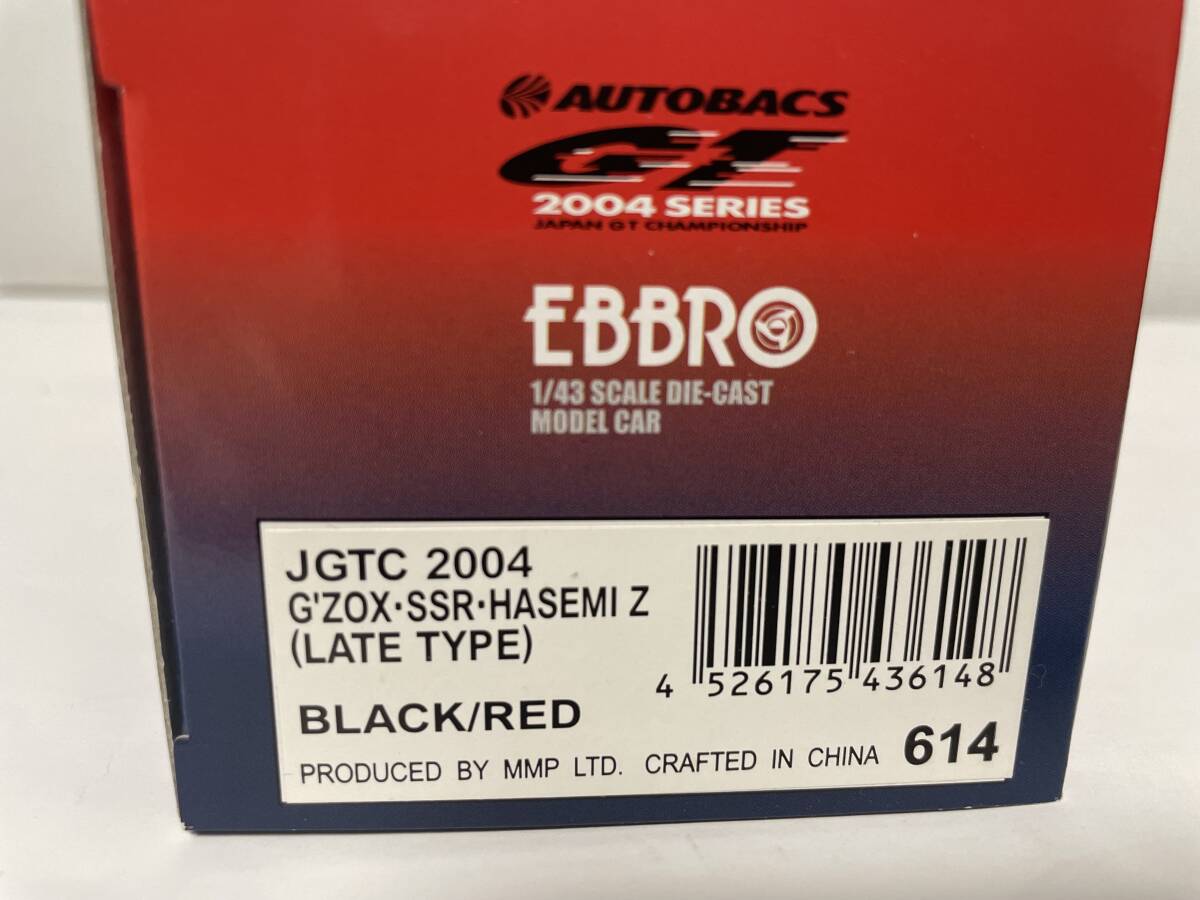 AUTOBACS
GT
2004 SERIES
JAPAN GT CHAMPIONSHIP
EBBRO
1/43 SCALE DIE-CAST
MODEL CAR
JGTC 2004
G'ZOX・SSR・HASEMI Z
(LATE TYPE)
BLACK/RED
4 526175 436148
PRODUCED BY MMP LTD. CRAFTED IN CHINA 614